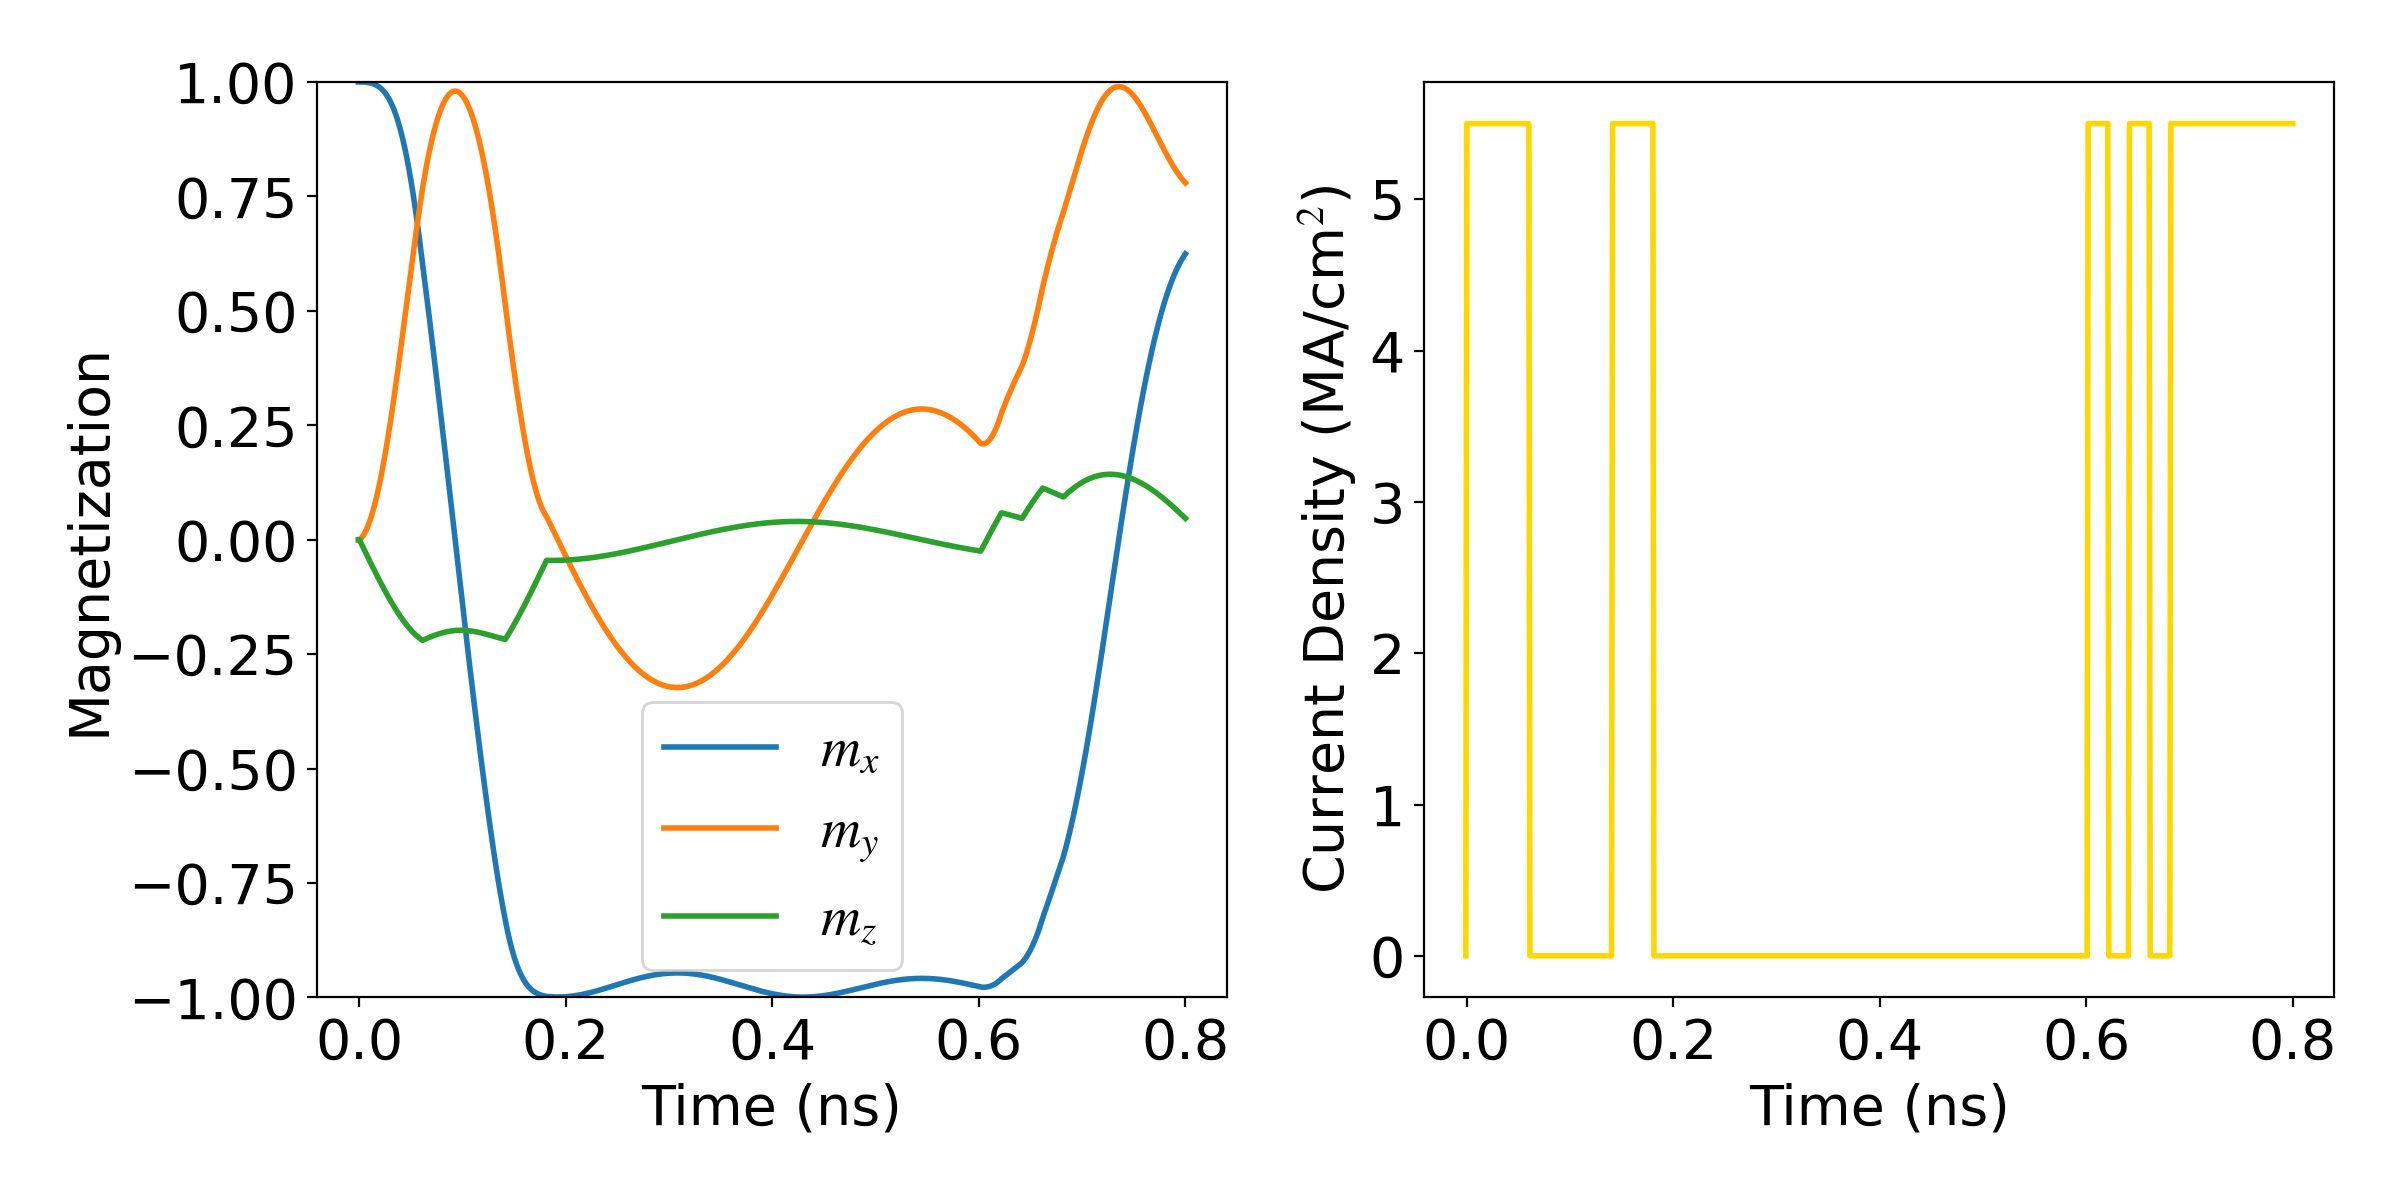 Magnetization
1.00
0.75
0.50
0.25
0.00
−0.25
−0.50
−0.75
−1.00
m_x
m_y
m_z
0.0 0.2 0.4 0.6 0.8
Time (ns)
Current Density (MA/cm²)
5
4
3
2
1
0
0.0 0.2 0.4 0.6 0.8
Time (ns)